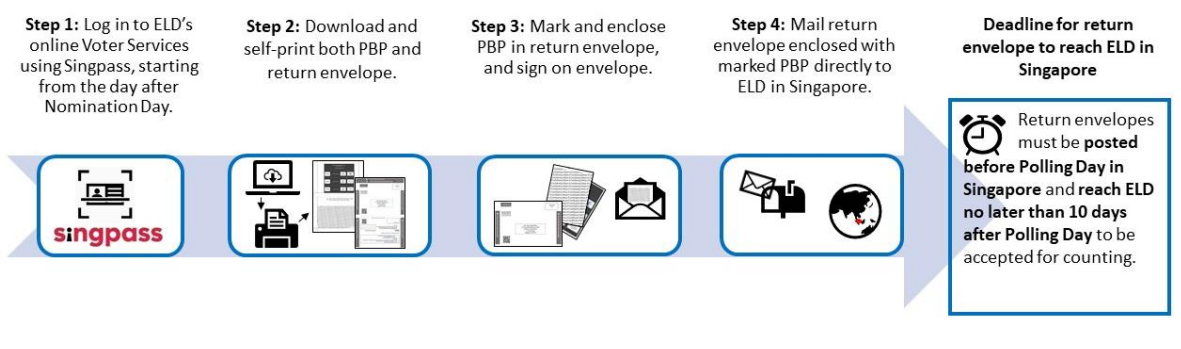 Step 1: Log in to ELD's
online Voter Services
using Singpass, starting
from the day after
Nomination Day.
Step 2: Download and
self-print both PBP and
return envelope.
Step 3: Mark and enclose
PBP in return envelope,
and sign on envelope.
Step 4: Mail return
envelope enclosed with
marked PBP directly to
ELD in Singapore.
Deadline for return
envelope to reach ELD in
Singapore
singpass
Return envelopes
must be posted
before Polling Day in
Singapore and reach ELD
no later than 10 days
after Polling Day to be
accepted for counting.